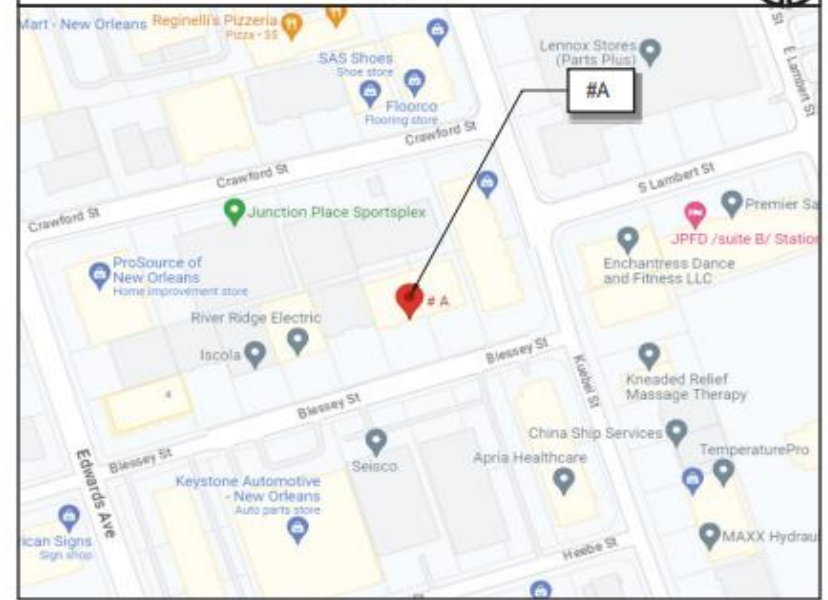 Mart - New Orleans
Reginelli's Pizzeria
Pizza • $$
SAS Shoes
Shoe store
Floorco
Flooring store
Lennox Stores
(Parts Plus)
St
E Lambert St
#A
Crawford St
Crawford St
Crawford St
S Lambert St
Junction Place Sportsplex
Premier Sa
JPFD /suite B/ Station
ProSource of
New Orleans
Home improvement store
Enchantress Dance
and Fitness LLC
# A
River Ridge Electric
Iscola
Blessey St
Kuebel St
Kneaded Relief
Massage Therapy
Blessey St
China Ship Services
TemperaturePro
Blessey St
Seisco
Apria Healthcare
Edwards Ave
Keystone Automotive
- New Orleans
Auto parts store
rican Signs
Sign shop
MAXX Hydrau
Heebe St